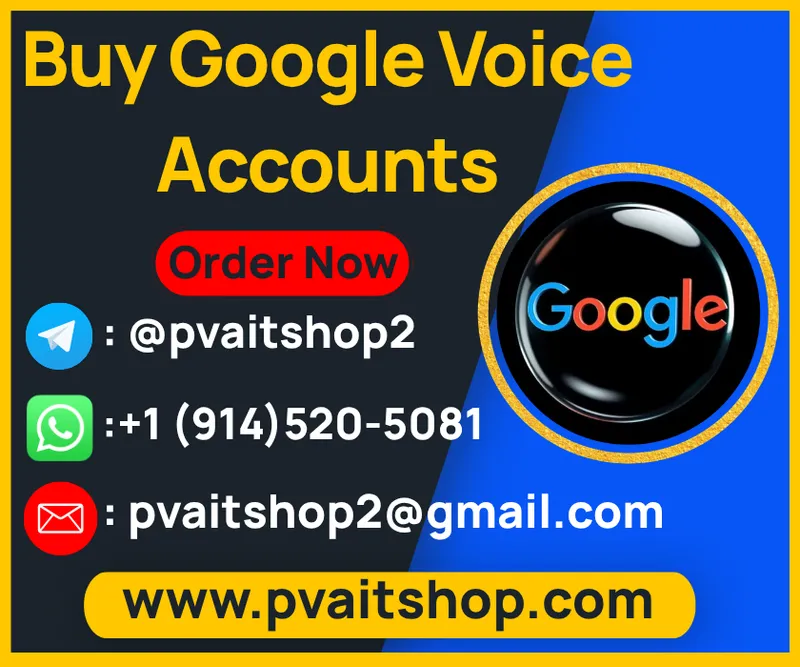 Buy Google Voice
Accounts
Order Now
Google
: @pvaitshop2
:+1 (914)520-5081
: pvaitshop2@gmail.com
www.pvaitshop.com